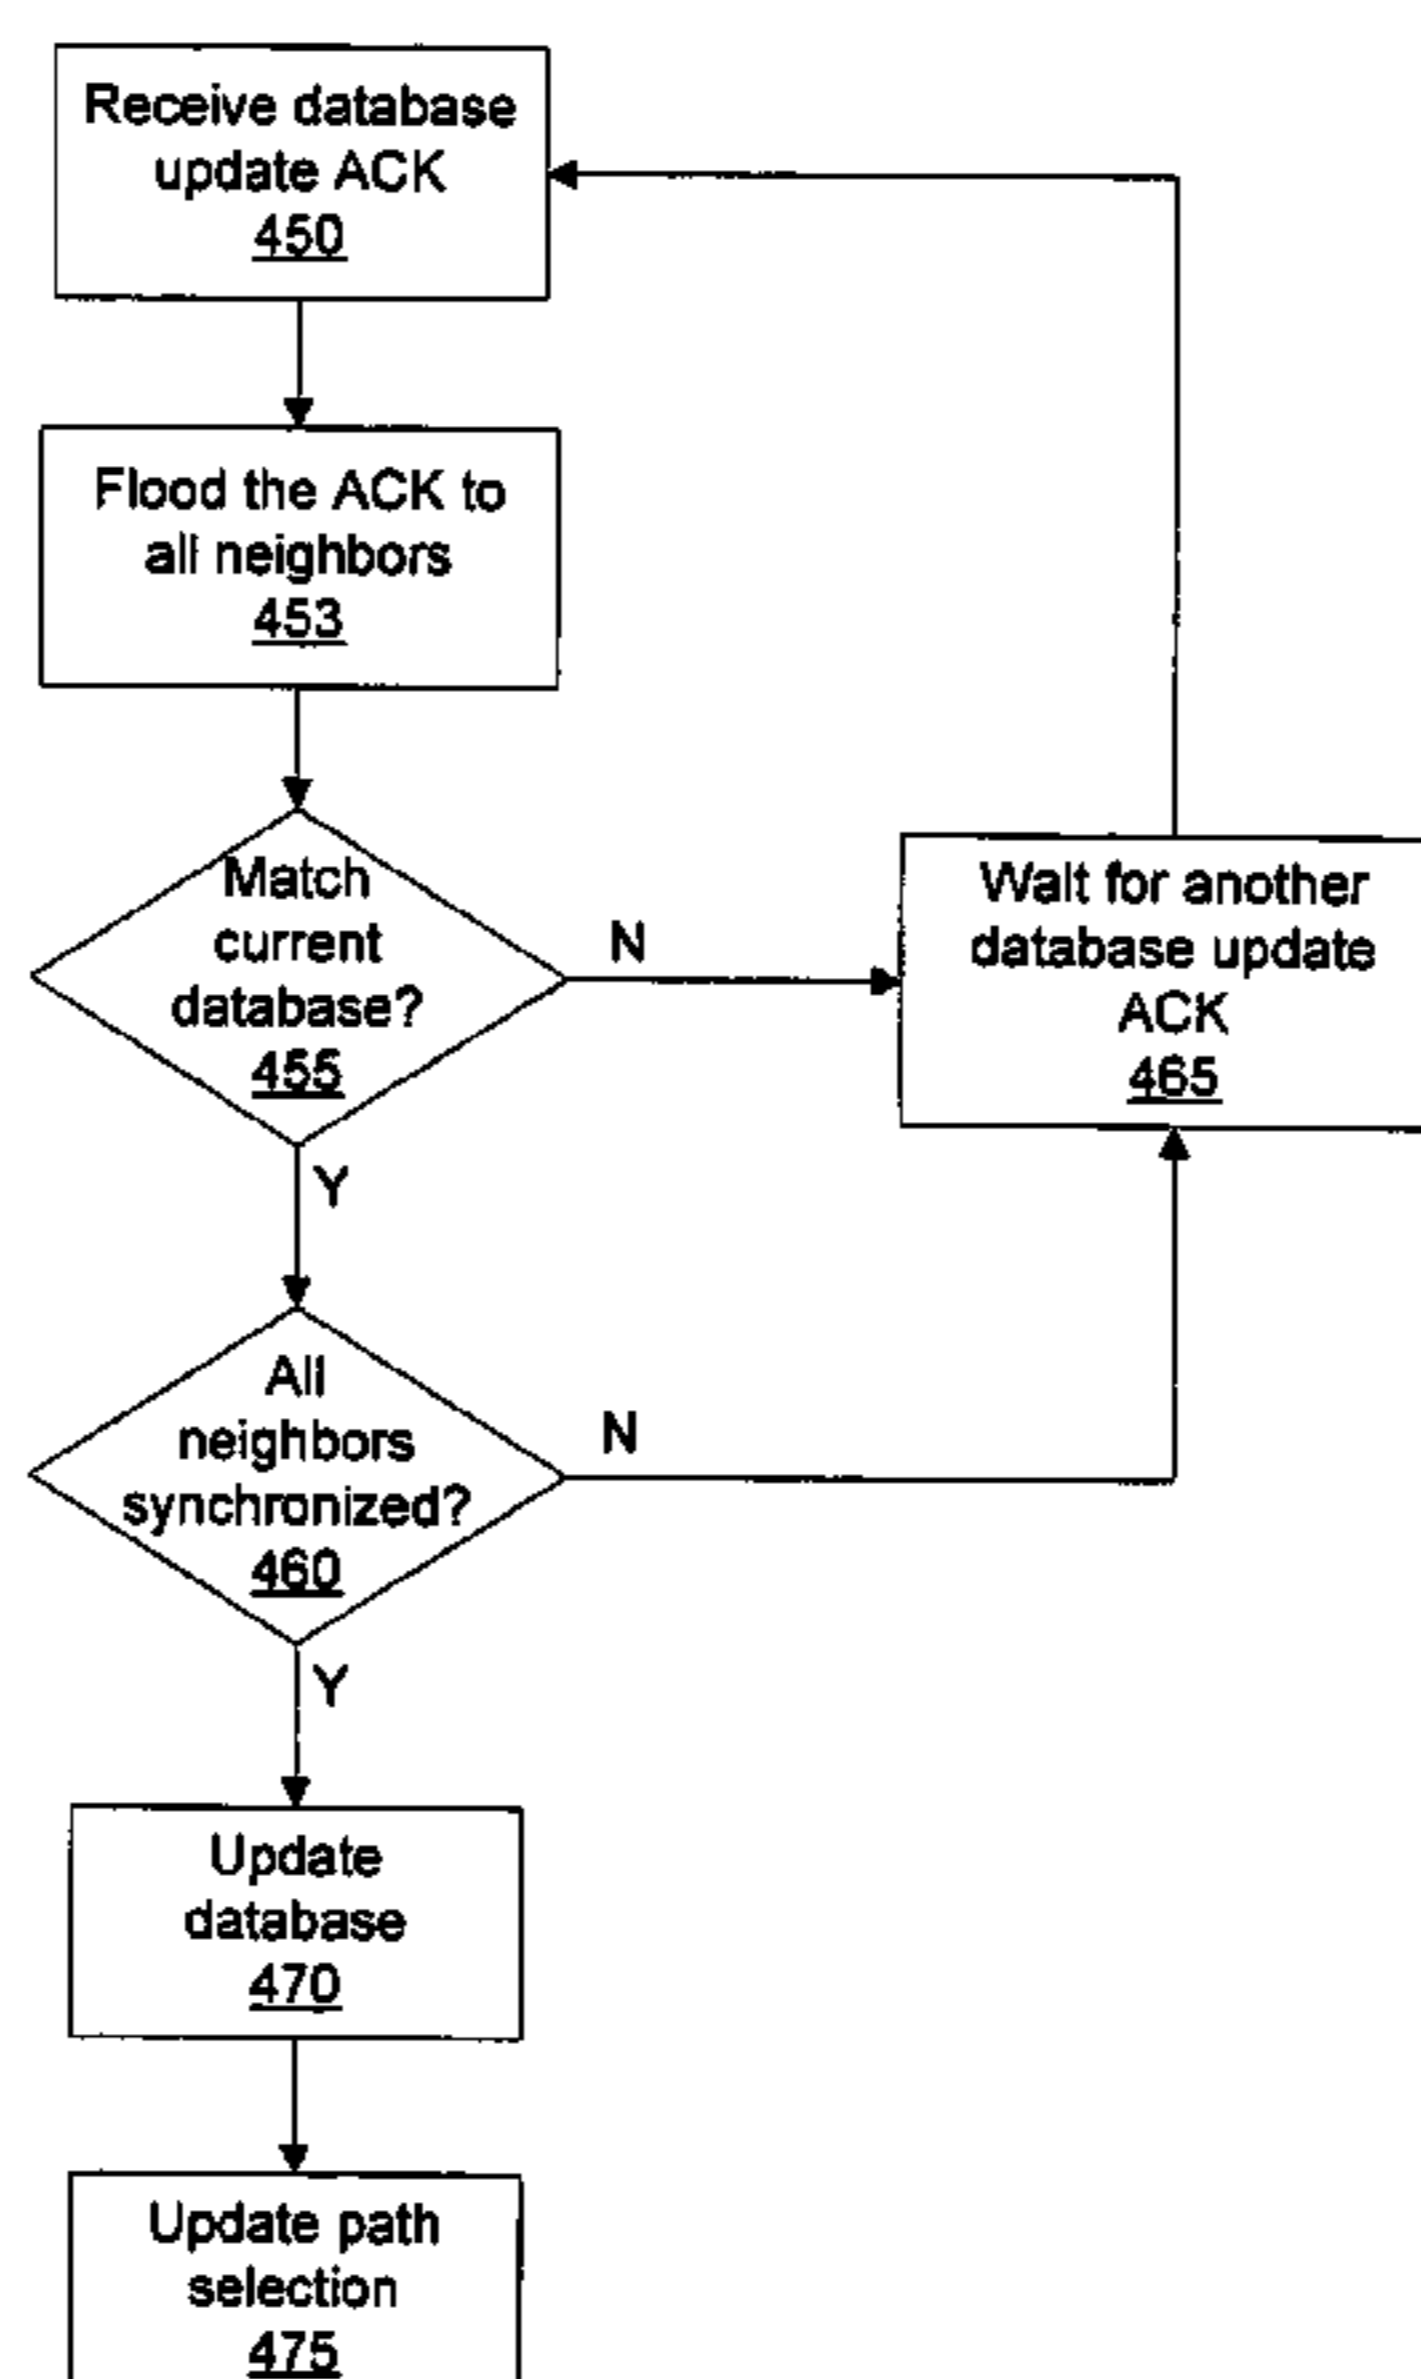 Receive database
update ACK
450
Flood the ACK to
all neighbors
453
Match
current
database?
455
N
Wait for another
database update
ACK
465
Y
All
neighbors
synchronized?
460
N
Y
Update
database
470
Update path
selection
475